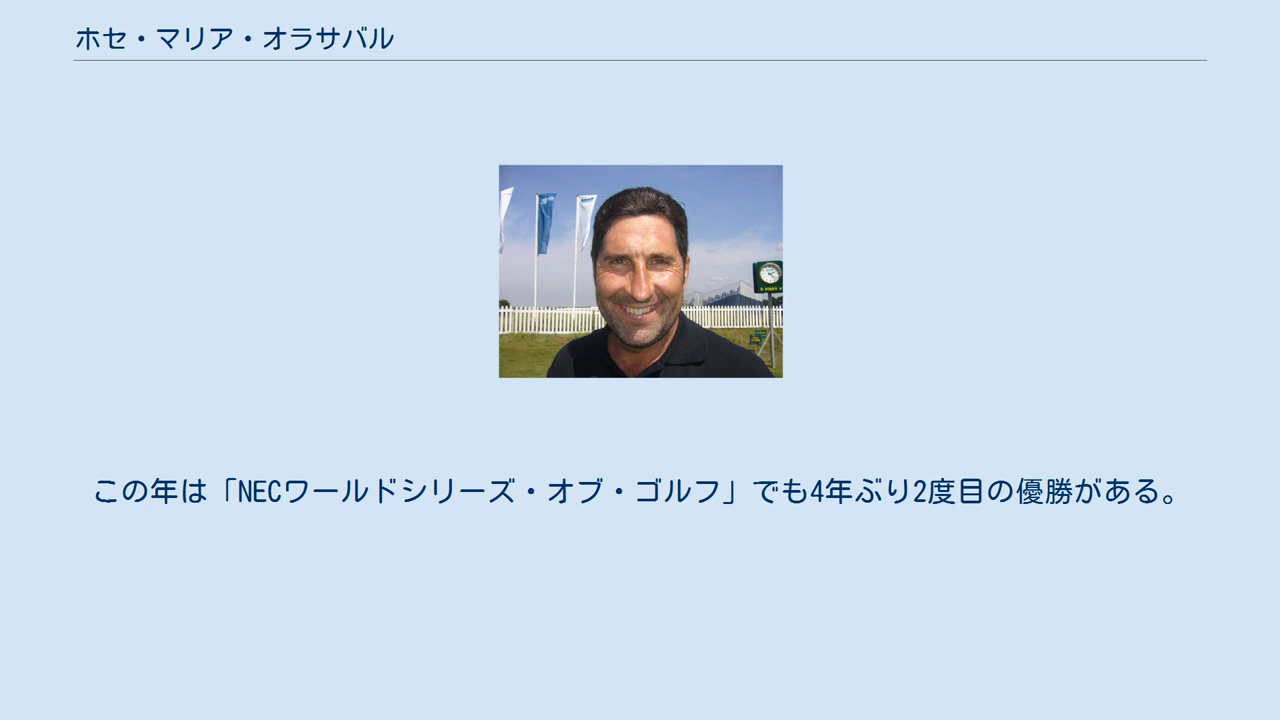 ホセ・マリア・オラサバル
この年は「NECワールドシリーズ・オブ・ゴルフ」でも4年ぶり2度目の優勝がある。